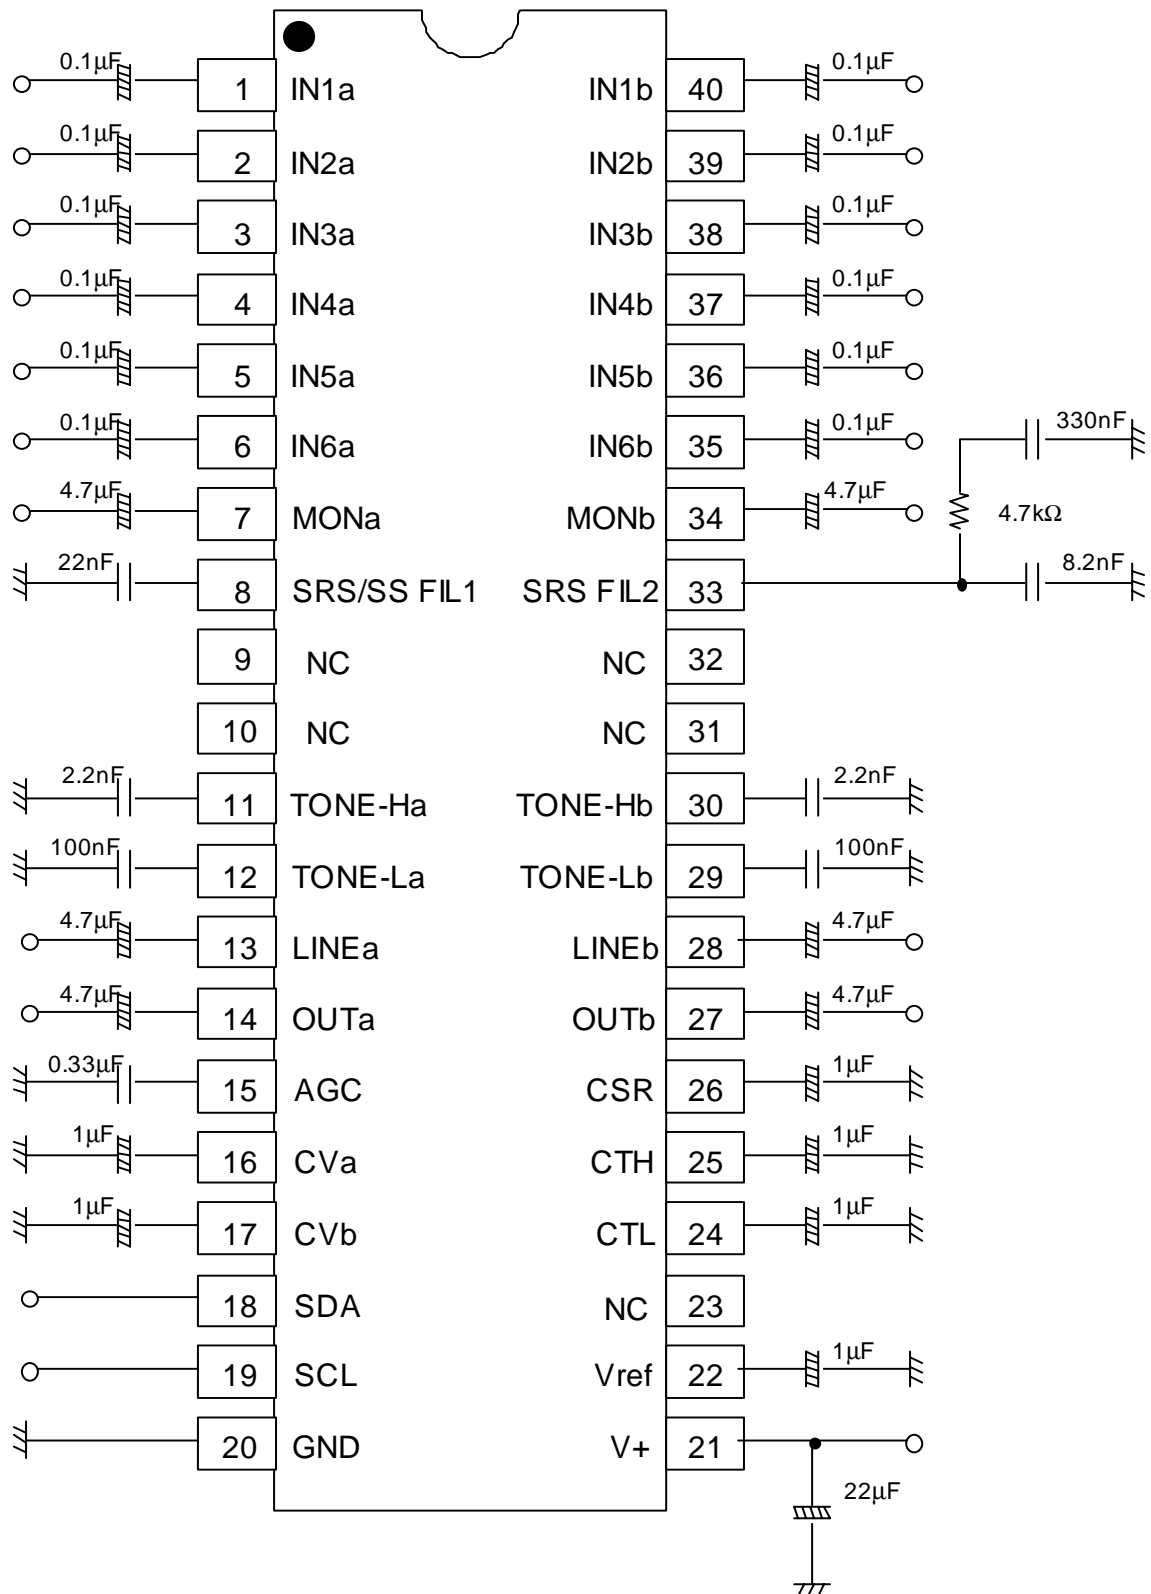 0.1µF 1 IN1a IN1b 40 0.1µF
0.1µF 2 IN2a IN2b 39 0.1µF
0.1µF 3 IN3a IN3b 38 0.1µF
0.1µF 4 IN4a IN4b 37 0.1µF
0.1µF 5 IN5a IN5b 36 0.1µF
0.1µF 6 IN6a IN6b 35 0.1µF 330nF
4.7µF 7 MONa MONb 34 4.7µF 4.7kΩ
22nF 8 SRS/SS FIL1 SRS FIL2 33 8.2nF
9 NC NC 32
10 NC NC 31
2.2nF 11 TONE-Ha TONE-Hb 30 2.2nF
100nF 12 TONE-La TONE-Lb 29 100nF
4.7µF 13 LINEa LINEb 28 4.7µF
4.7µF 14 OUTa OUTb 27 4.7µF
0.33µF 15 AGC CSR 26 1µF
1µF 16 CVa CTH 25 1µF
1µF 17 CVb CTL 24 1µF
18 SDA NC 23
19 SCL Vref 22 1µF
20 GND V+ 21
22µF